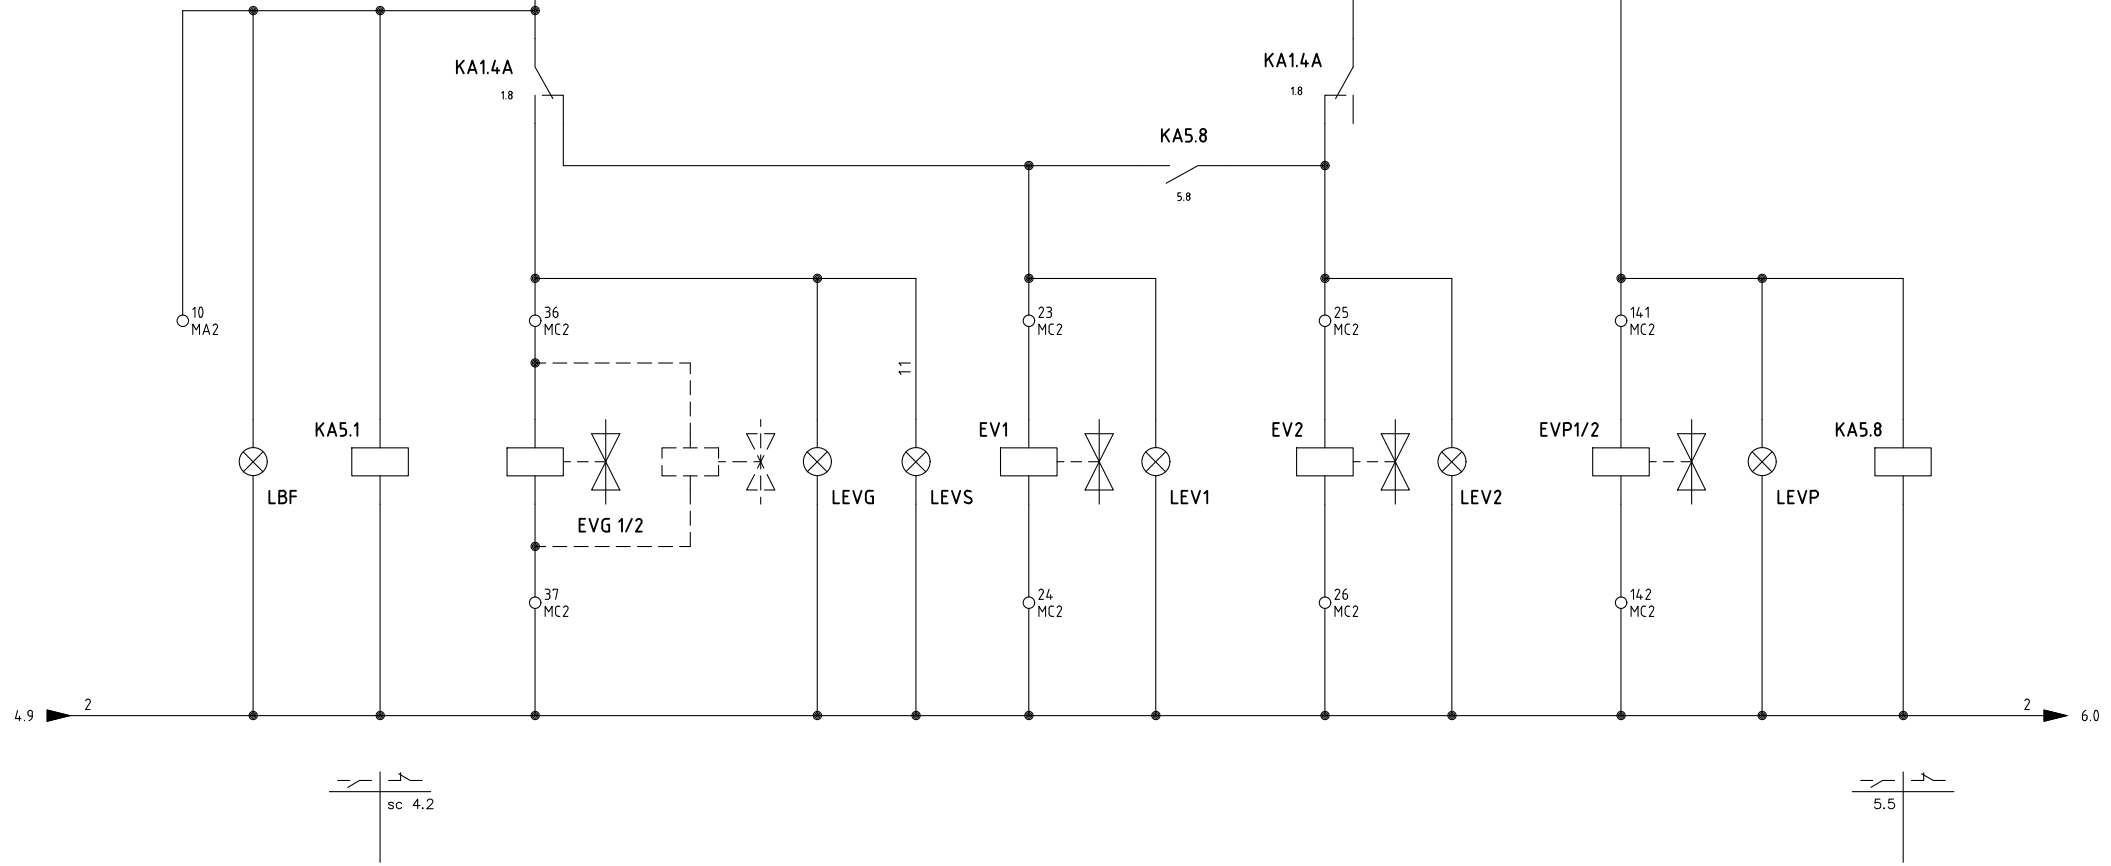 KA1.4A
1.8
KA1.4A
1.8
KA5.8
5.8
10
MA2
36
MC2
23
MC2
25
MC2
141
MC2
11
KA5.1
EV1
EV2
EVP1/2
KA5.8
LBF
LEVG
LEVS
LEV1
LEV2
LEVP
EVG 1/2
37
MC2
24
MC2
26
MC2
142
MC2
4.9
2
2
6.0
sc 4.2
5.5